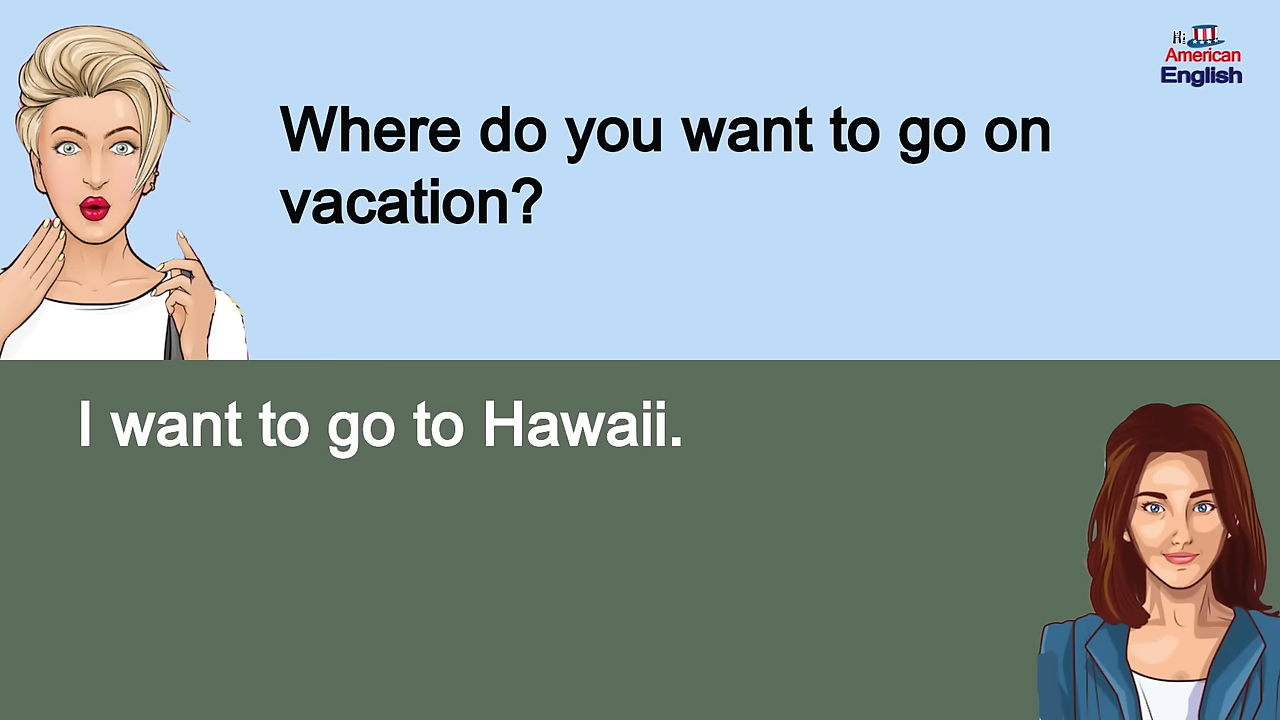 Hi
American
English
Where do you want to go on
vacation?
I want to go to Hawaii.